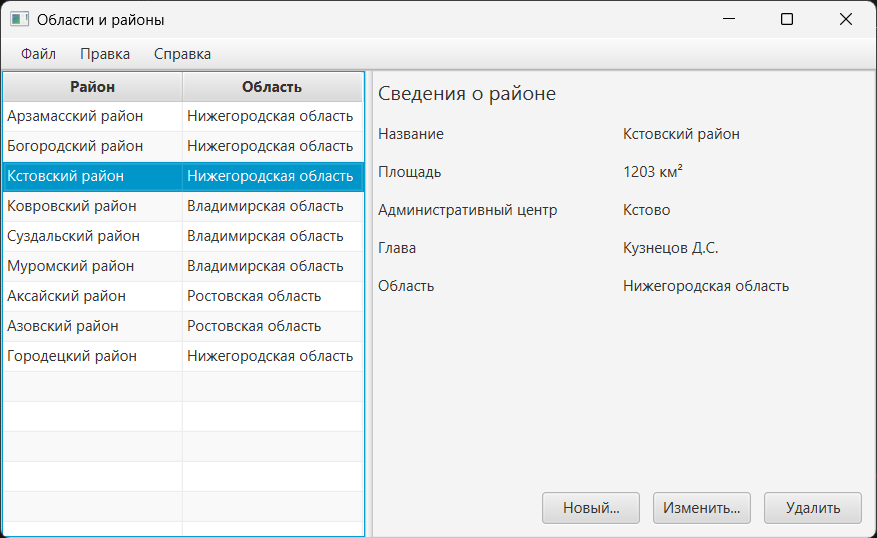 Области и районы
Файл Правка Справка
Район Область
Арзамасский район Нижегородская область
Богородский район Нижегородская область
Кстовский район Нижегородская область
Ковровский район Владимирская область
Суздальский район Владимирская область
Муромский район Владимирская область
Аксайский район Ростовская область
Азовский район Ростовская область
Городецкий район Нижегородская область
Сведения о районе
Название Кстовский район
Площадь 1203 км²
Административный центр Кстово
Глава Кузнецов Д.С.
Область Нижегородская область
Новый... Изменить... Удалить